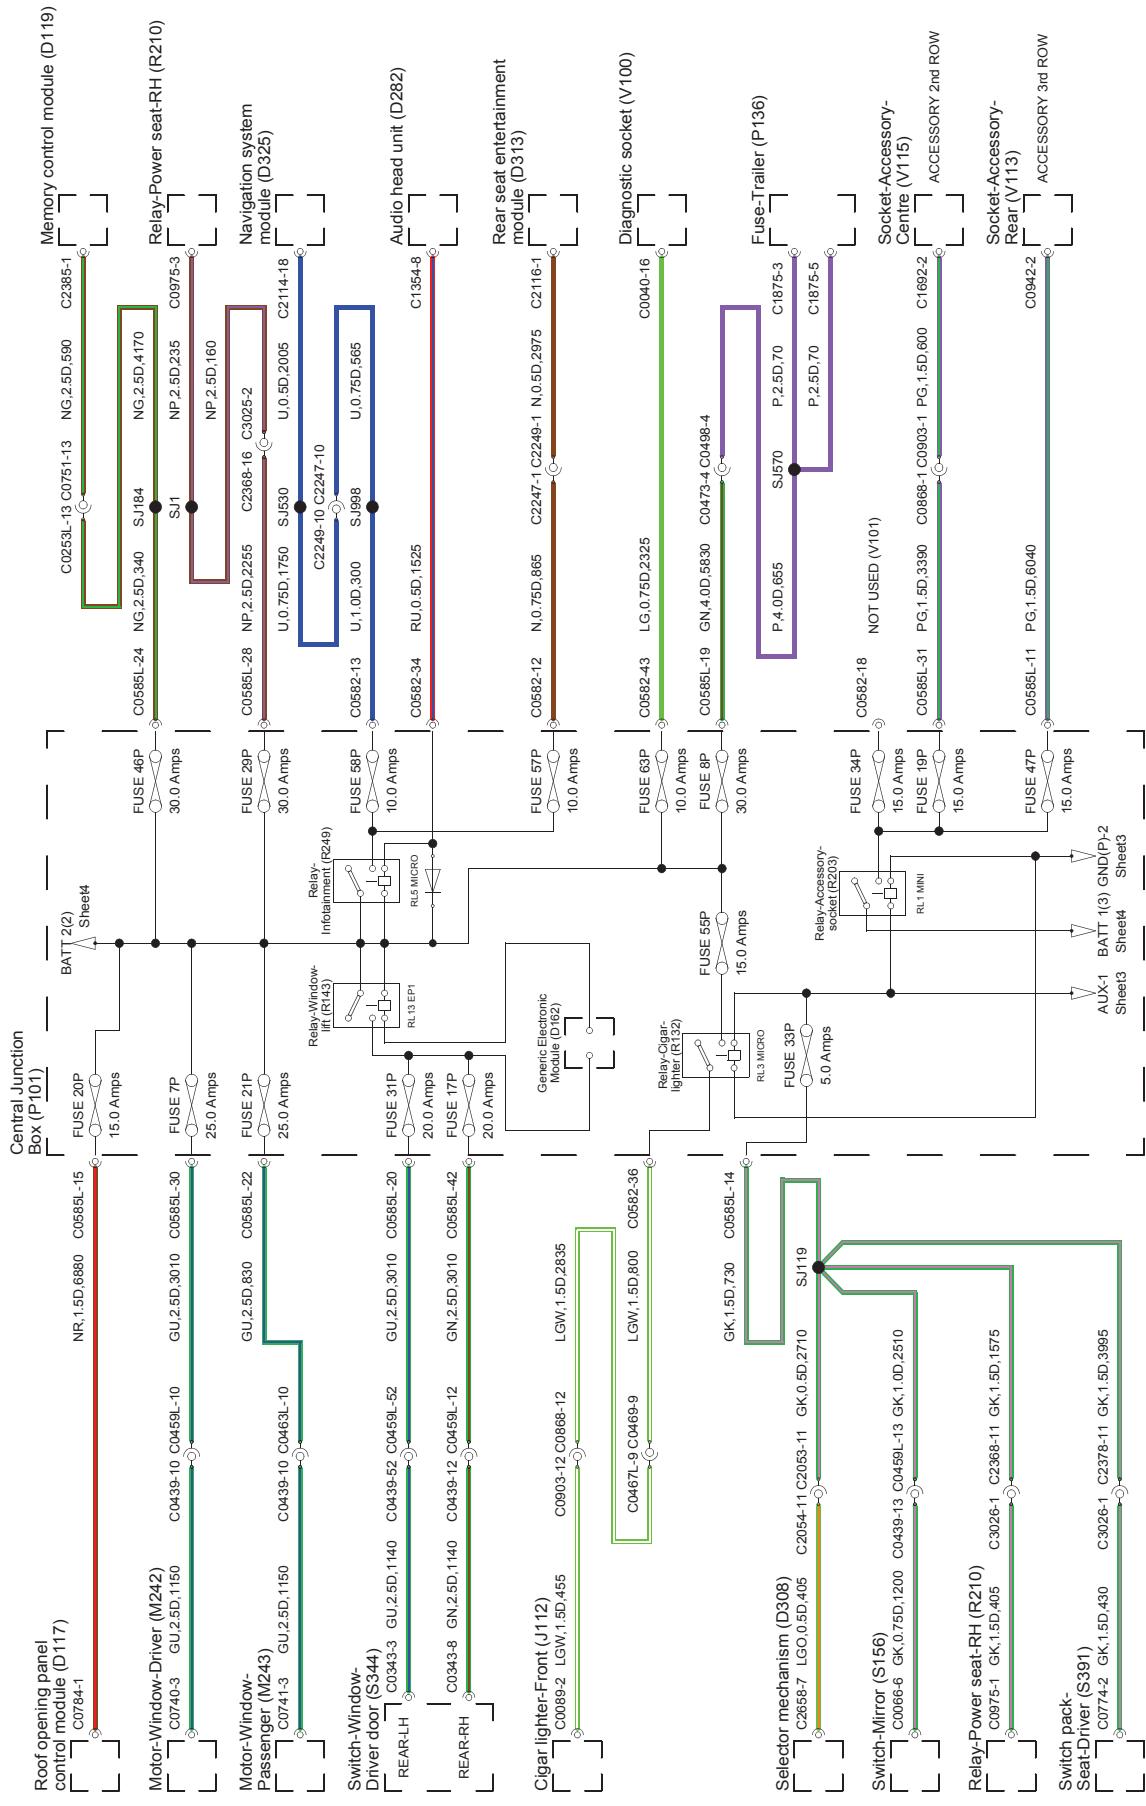 Memory control module (D119)
C2385-1
NG,2.5D,590
C0253L-13 C0751-13
Relay-Power seat-RH (R210)
C0975-3
NP,2.5D,235
SJ1
NP,2.5D,160
NG,2.5D,4170
SJ184
NG,2.5D,340
C0585L-24
Navigation system
module (D325)
C2114-18
U,0.5D,2005
SJ530
U,0.75D,1750
C3025-2
C2368-16
NP,2.5D,2255
C0585L-28
C2249-10 C2247-10
U,0.75D,565
SJ998
U,1.0D,300
C0582-13
Audio head unit (D282)
C1354-8
RU,0.5D,1525
C0582-34
Rear seat entertainment
module (D313)
C2116-1
N,0.5D,2975
C2247-1 C2249-1
N,0.75D,865
C0582-12
Diagnostic socket (V100)
C0040-16
LG,0.75D,2325
C0582-43
C0473-4 C0498-4
GN,4.0D,5830
C0585L-19
Fuse-Trailer (P136)
C1875-3
P,2.5D,70
C1875-5
P,2.5D,70
SJ570
P,4.0D,655
NOT USED (V101)
C0582-18
Socket-Accessory-
Centre (V115)
ACCESSORY 2nd ROW
C1692-2
PG,1.5D,600
C0868-1 C0903-1
PG,1.5D,3390
C0585L-31
Socket-Accessory-
Rear (V113)
ACCESSORY 3rd ROW
C0942-2
PG,1.5D,6040
C0585L-11
Central Junction
Box (P101)
FUSE 46P
30.0 Amps
FUSE 29P
30.0 Amps
FUSE 58P
10.0 Amps
FUSE 57P
10.0 Amps
FUSE 63P
10.0 Amps
FUSE 8P
30.0 Amps
FUSE 34P
15.0 Amps
FUSE 19P
15.0 Amps
FUSE 47P
15.0 Amps
BATT 2(2)
Sheet4
Relay-
Infotainment (R249)
RL5 MICRO
Relay-Window-
lift (R143)
RL13 EP1
Generic Electronic
Module (D162)
FUSE 55P
15.0 Amps
Relay-Cigar-
lighter (R132)
RL3 MICRO
FUSE 33P
5.0 Amps
Relay-Accessory-
socket (R203)
RL1 MINI
GND(P)-2
Sheet3
BATT 1(3)
Sheet4
AUX-1
Sheet3
FUSE 20P
15.0 Amps
FUSE 7P
25.0 Amps
FUSE 21P
25.0 Amps
FUSE 31P
20.0 Amps
FUSE 17P
20.0 Amps
Roof opening panel
control module (D117)
C0784-1
NR,1.5D,6880
C0585L-15
Motor-Window-Driver (M242)
C0740-3
GU,2.5D,1150
C0439-10 C0459L-10
GU,2.5D,3010
C0585L-30
Motor-Window-
Passenger (M243)
C0741-3
GU,2.5D,1150
C0439-10 C0463L-10
GU,2.5D,830
C0585L-22
Switch-Window-
Driver door (S344)
REAR-LH
C0343-3
GU,2.5D,1140
C0439-52 C0459L-52
GU,2.5D,3010
C0585L-20
REAR-RH
C0343-8
GN,2.5D,1140
C0439-12 C0459L-12
GN,2.5D,3010
C0585L-42
Cigar lighter-Front (J112)
C0089-2
LGW,1.5D,455
C0903-12 C0868-12
LGW,1.5D,2835
C0467L-9 C0469-9
LGW,1.5D,800
C0582-36
GK,1.5D,730
C0585L-14
SJ119
Selector mechanism (D308)
C2658-7
LGO,0.5D,405
C2054-11 C2053-11
GK,0.5D,2710
Switch-Mirror (S156)
C0066-6
GK,0.75D,1200
C0439-13 C0459L-13
GK,1.0D,2510
Relay-Power seat-RH (R210)
C0975-1
GK,1.5D,405
C3026-1
C2368-11
GK,1.5D,1575
Switch pack-
Seat-Driver (S391)
C0774-2
GK,1.5D,430
C3026-1
C2378-11
GK,1.5D,3995